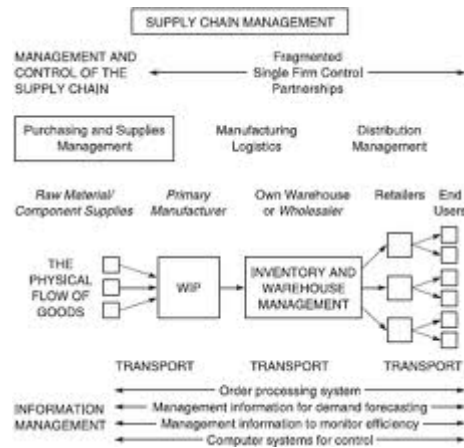 SUPPLY CHAIN MANAGEMENT
MANAGEMENT AND
CONTROL OF THE
SUPPLY CHAIN
Fragmented
Single Firm Control
Partnerships
Purchasing and Supplies
Management
Manufacturing
Logistics
Distribution
Management
Raw Material/
Component Supplies
Primary
Manufacturer
Own Warehouse
or Wholesaler
Retailers
End
Users
THE
PHYSICAL
FLOW OF
GOODS
WIP
INVENTORY AND
WAREHOUSE
MANAGEMENT
TRANSPORT
TRANSPORT
TRANSPORT
INFORMATION
MANAGEMENT
Order processing system
Management information for demand forecasting
Management information to monitor efficiency
Computer systems for control